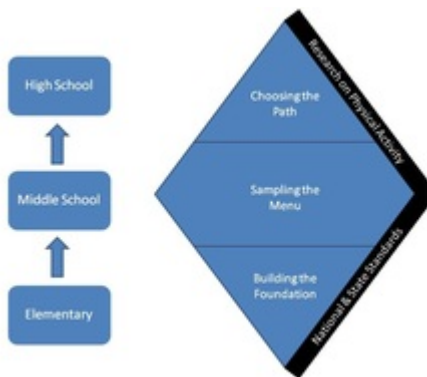 High School
Middle School
Elementary
Choosing the
Path
Sampling the
Menu
Building the
Foundation
Research on Physical Activity
National & State Standards